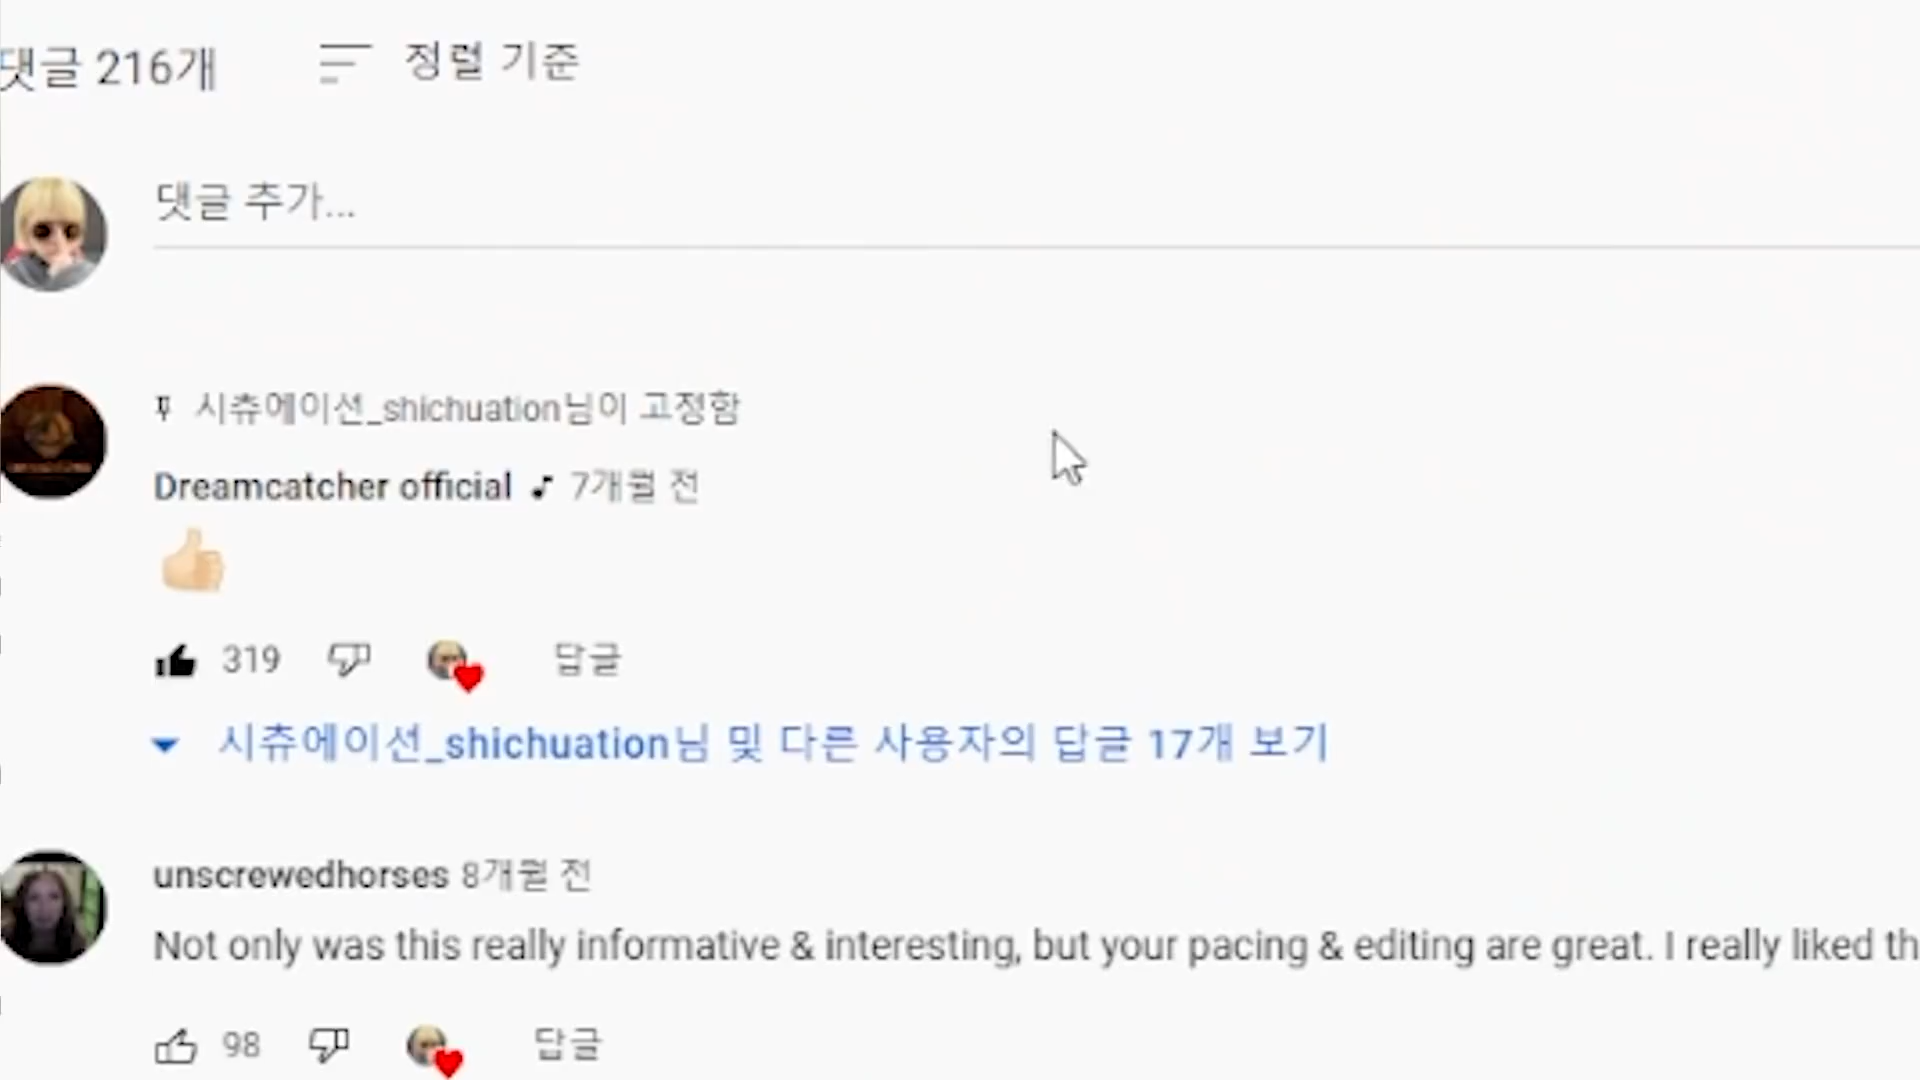 댓글 216개
정렬 기준
댓글 추가...
시츄에이션_shichuation님이 고정함
Dreamcatcher official ♪ 7개월 전
👍🏻
319
답글
시츄에이션_shichuation님 및 다른 사용자의 답글 17개 보기
unscrewedhorses 8개월 전
Not only was this really informative & interesting, but your pacing & editing are great. I really liked th
98
답글